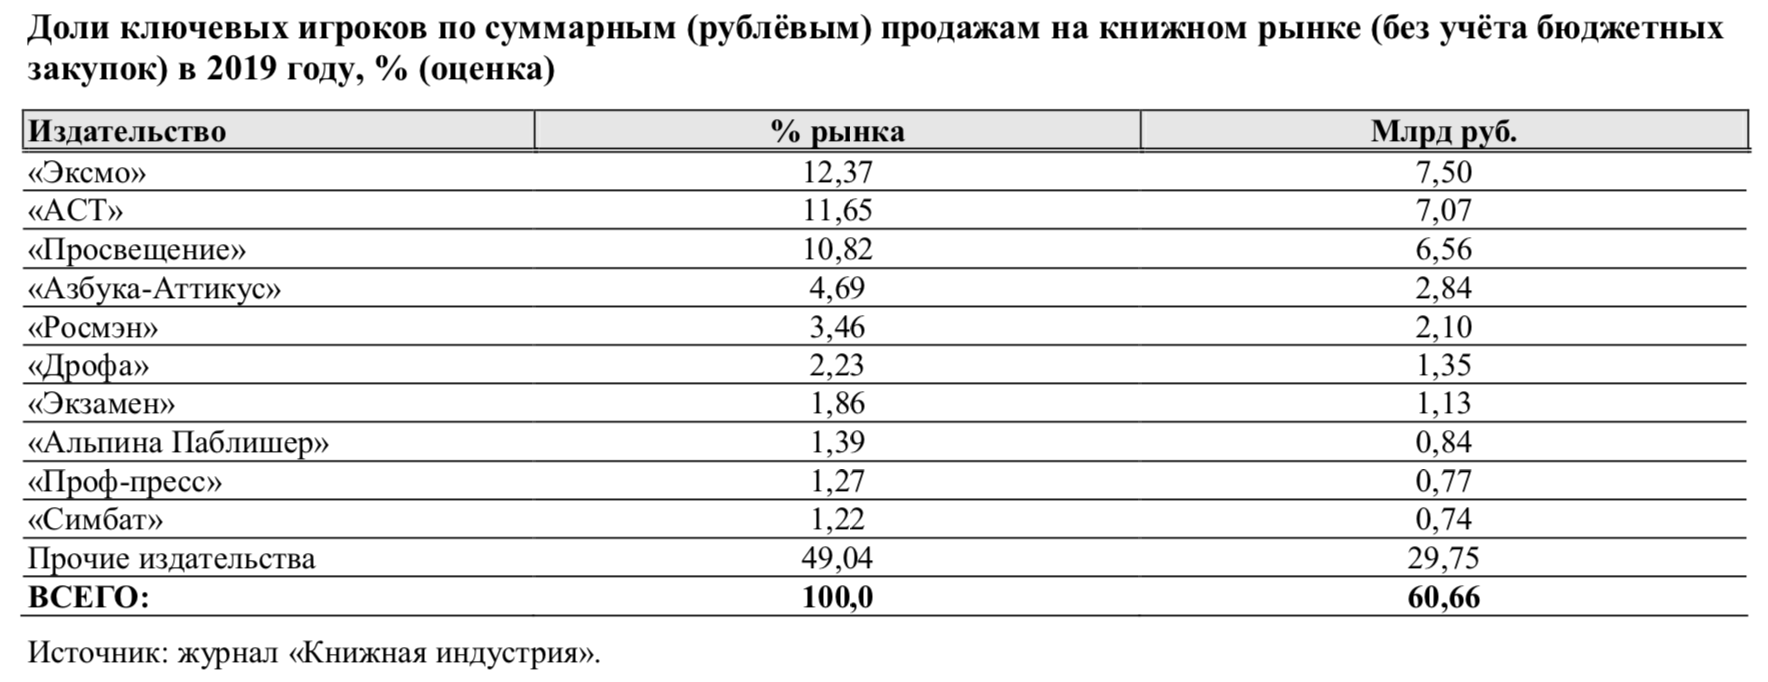 Доли ключевых игроков по суммарным (рублёвым) продажам на книжном рынке (без учёта бюджетных
закупок) в 2019 году, % (оценка)
Издательство % рынка Млрд руб.
«Эксмо» 12,37 7,50
«АСТ» 11,65 7,07
«Просвещение» 10,82 6,56
«Азбука-Аттикус» 4,69 2,84
«Росмэн» 3,46 2,10
«Дрофа» 2,23 1,35
«Экзамен» 1,86 1,13
«Альпина Паблишер» 1,39 0,84
«Проф-пресс» 1,27 0,77
«Симбат» 1,22 0,74
Прочие издательства 49,04 29,75
ВСЕГО: 100,0 60,66
Источник: журнал «Книжная индустрия».